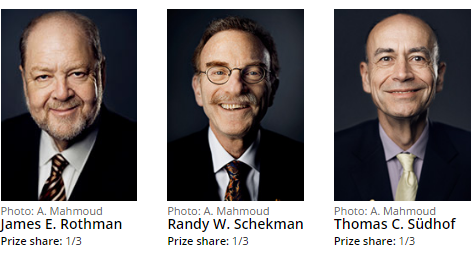 Photo: A. Mahmoud
James E. Rothman
Prize share: 1/3
Photo: A. Mahmoud
Randy W. Schekman
Prize share: 1/3
Photo: A. Mahmoud
Thomas C. Südhof
Prize share: 1/3